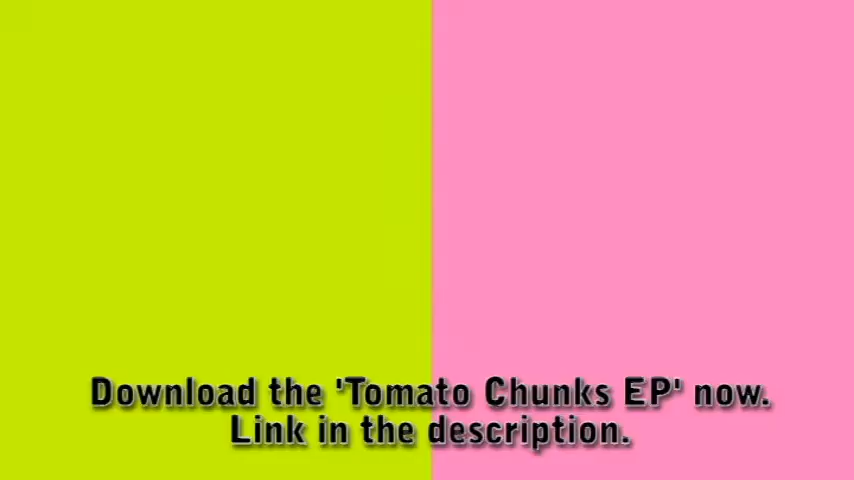 Download the 'Tomato Chunks EP' now.
Link in the description.